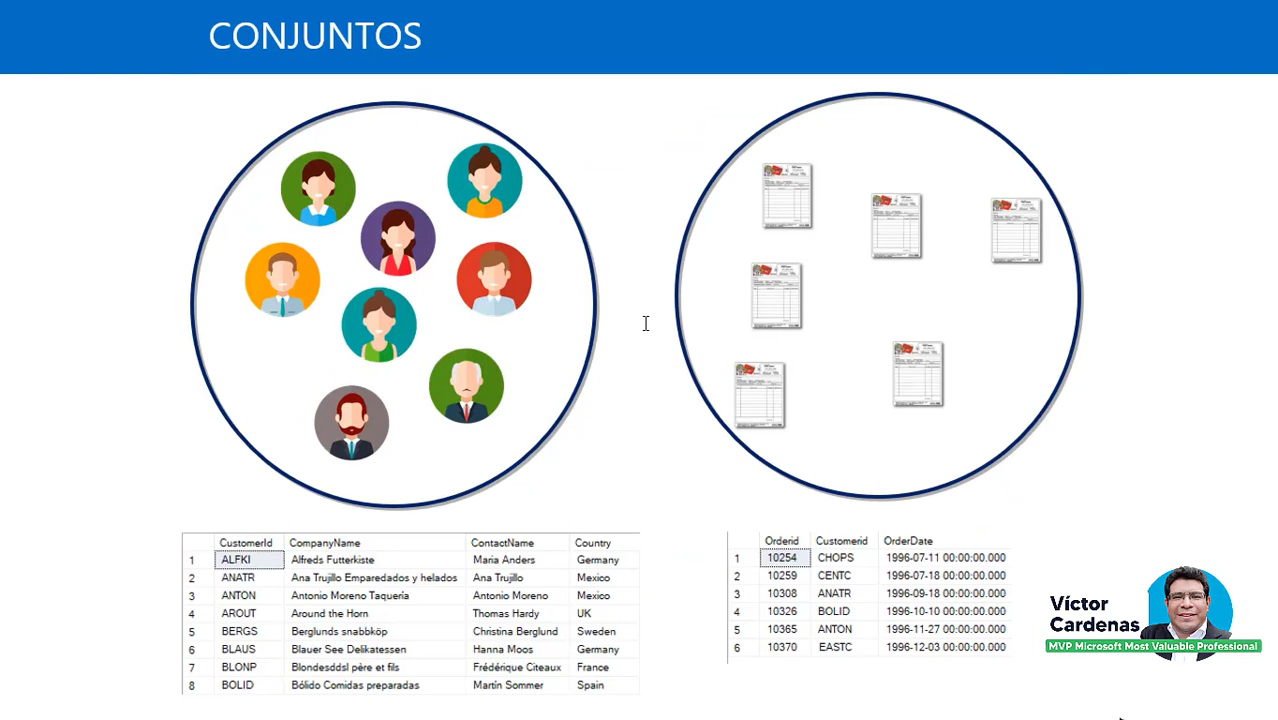 CONJUNTOS
CustomerId CompanyName ContactName Country
1 ALFKI Alfreds Futterkiste Maria Anders Germany
2 ANATR Ana Trujillo Emparedados y helados Ana Trujillo Mexico
3 ANTON Antonio Moreno Taquería Antonio Moreno Mexico
4 AROUT Around the Horn Thomas Hardy UK
5 BERGS Berglunds snabbköp Christina Berglund Sweden
6 BLAUS Blauer See Delikatessen Hanna Moos Germany
7 BLONP Blondesddsl père et fils Frédérique Citeaux France
8 BOLID Bólido Comidas preparadas Martín Sommer Spain
Orderid Customerid OrderDate
1 10254 CHOPS 1996-07-11 00:00:00.000
2 10259 CENTC 1996-07-18 00:00:00.000
3 10308 ANATR 1996-09-18 00:00:00.000
4 10326 BOLID 1996-10-10 00:00:00.000
5 10365 ANTON 1996-11-27 00:00:00.000
6 10370 EASTC 1996-12-03 00:00:00.000
Víctor
Cardenas
MVP Microsoft Most Valuable Professional